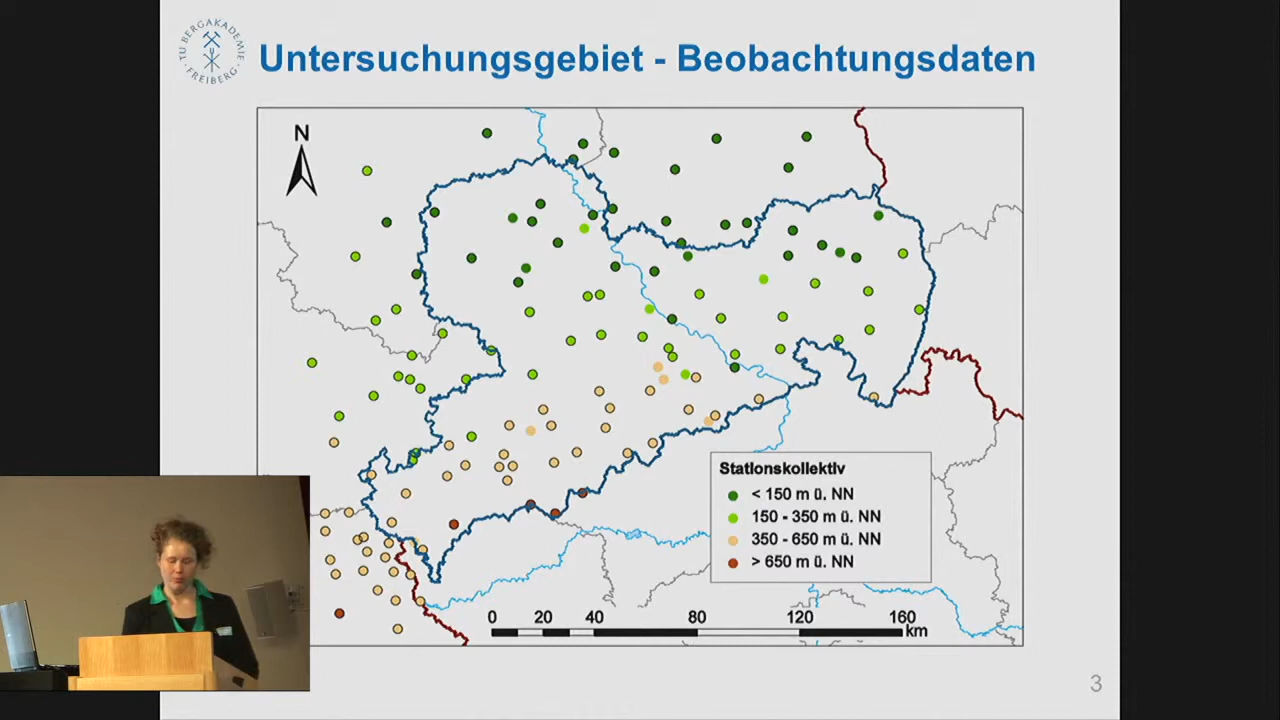 TU BERGAKADEMIE
FREIBERG
Untersuchungsgebiet - Beobachtungsdaten
N
Stationskollektiv
< 150 m ü. NN
150 - 350 m ü. NN
350 - 650 m ü. NN
> 650 m ü. NN
0 20 40 80 120 160
km
3